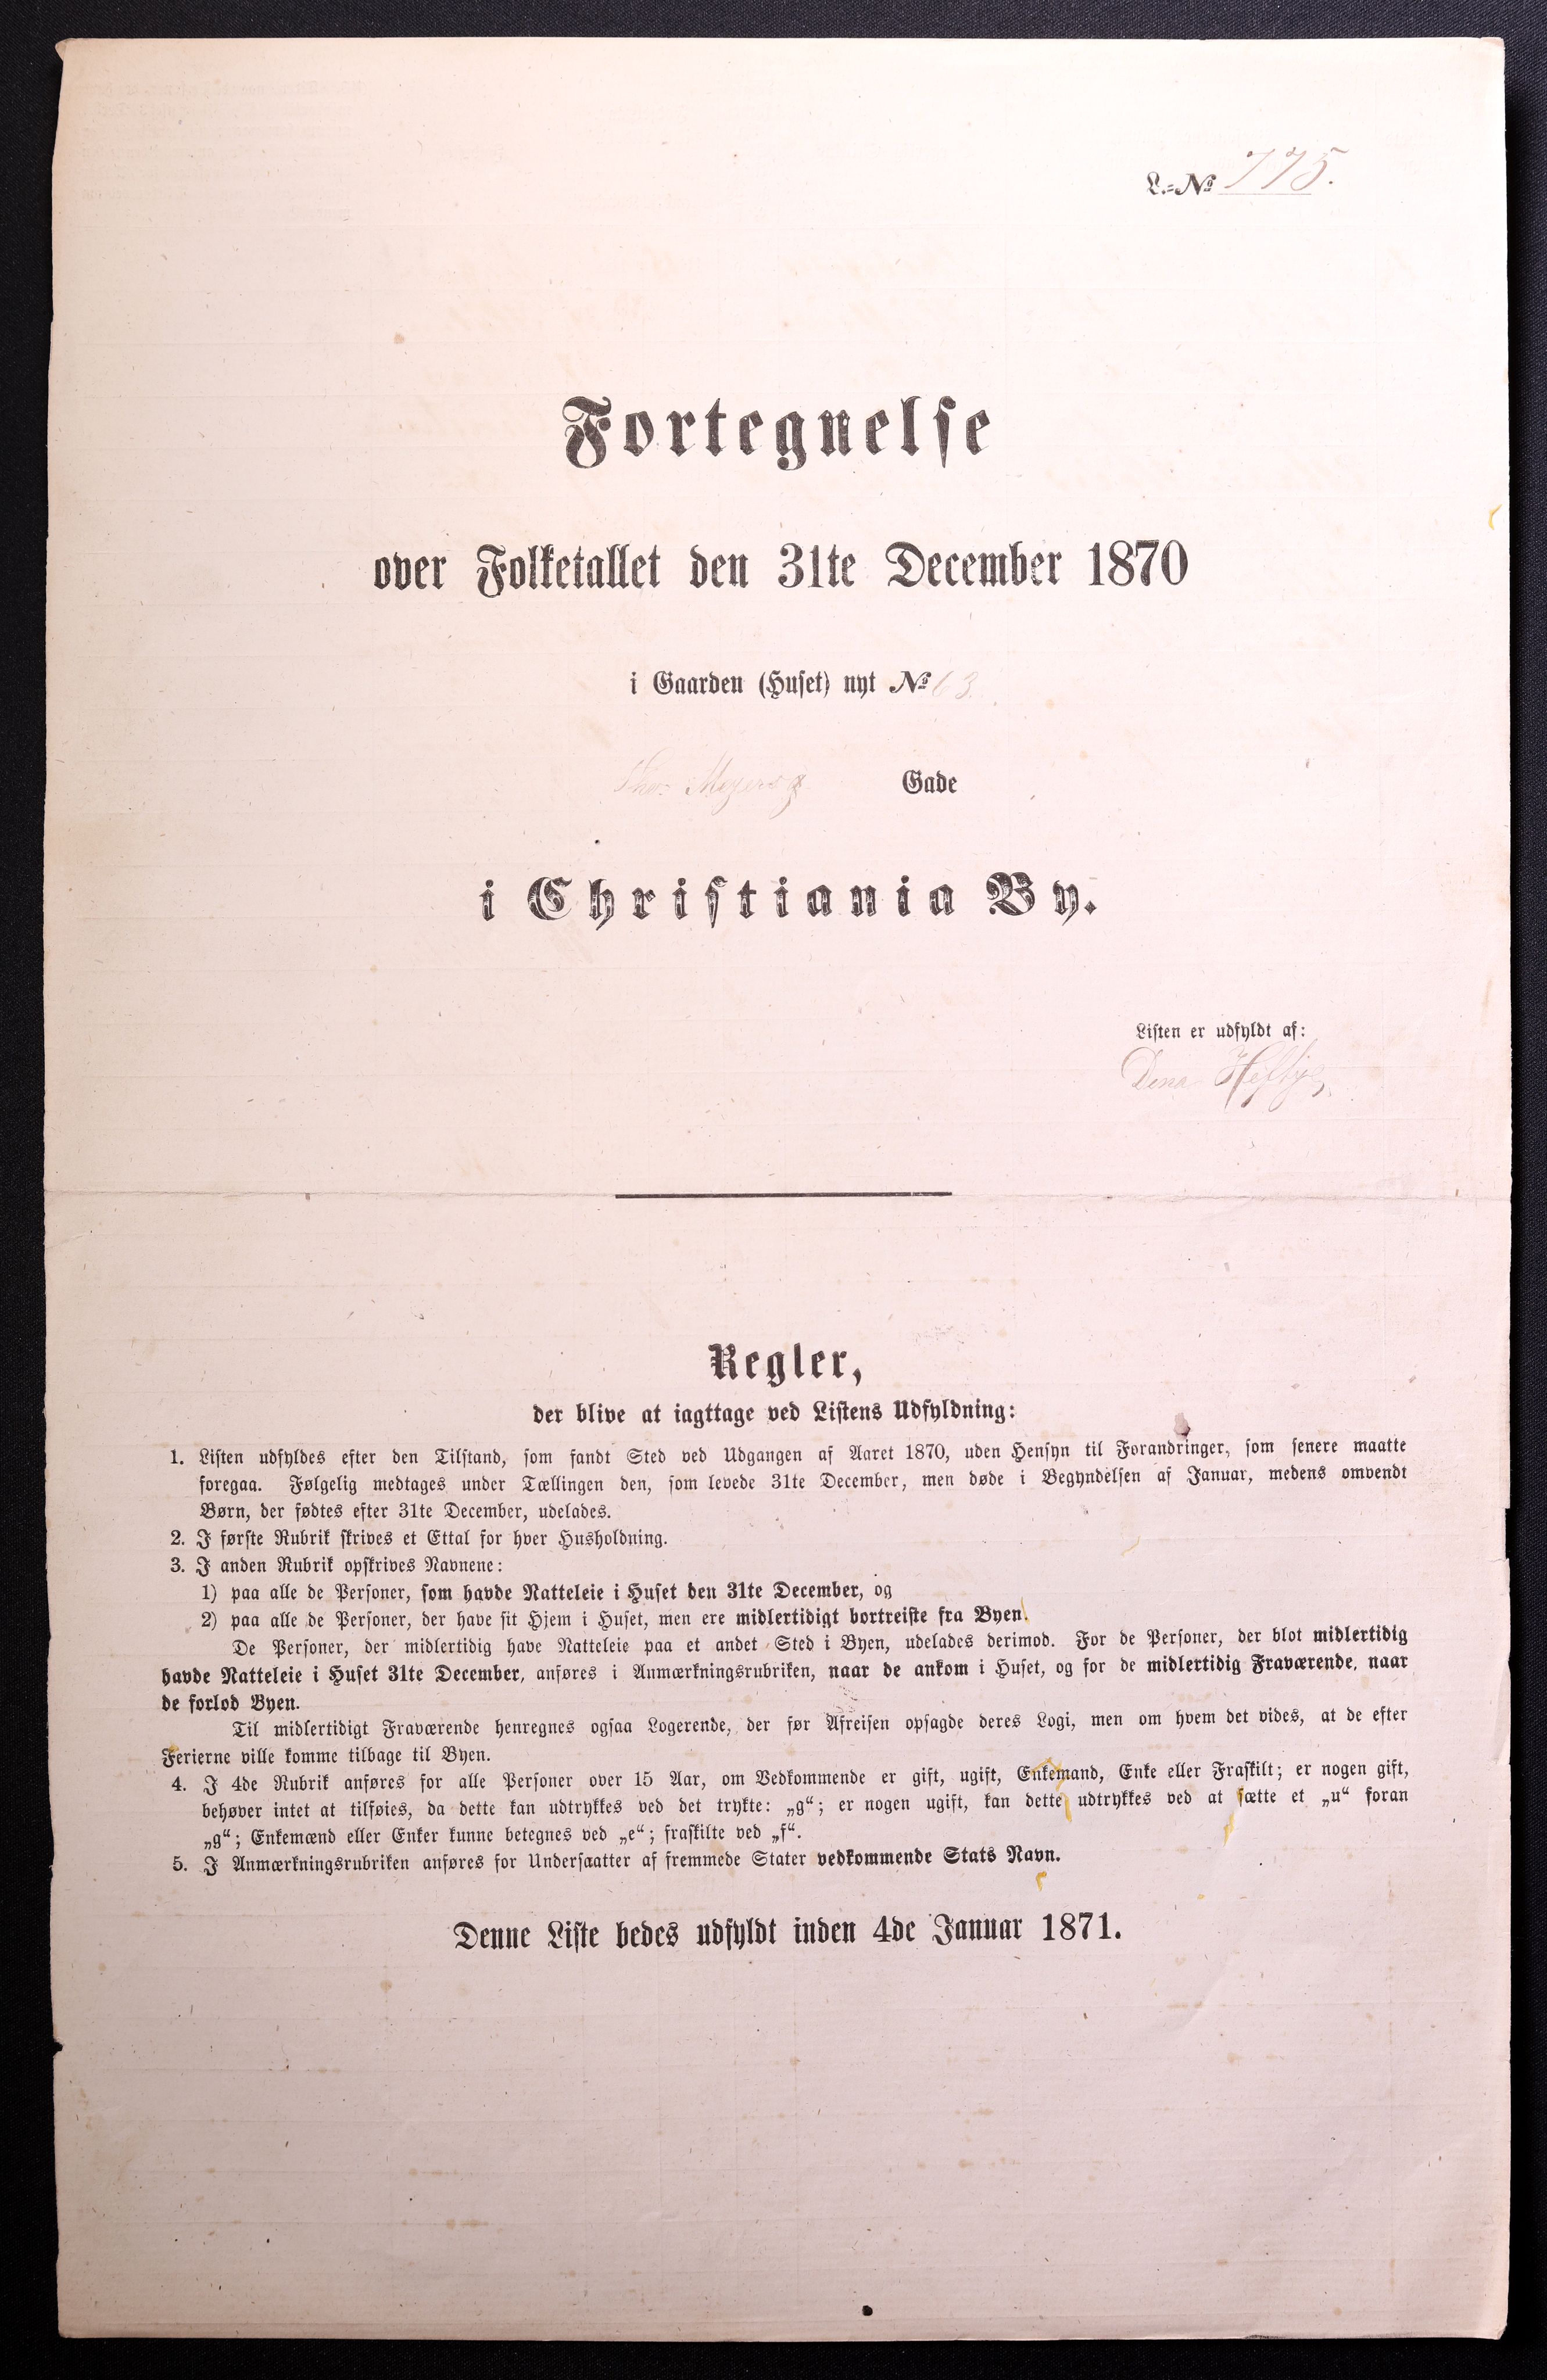 L.=No 775.
Fortegnelse
over Folketallet den 31te December 1870
i Gaarden (Huset) nyt No 63
Thor: Meyersg Gade
i Christiania By.
Listen er udfyldt af:
Dina
Regler,
der blive at iagttage ved Listens Udfyldning:
1. Listen udfyldes efter den Tilstand, som fandt Sted ved Udgangen af Aaret 1870, uden Hensyn til Forandringer, som senere maatte
foregaa. Følgelig medtages under Tællingen den, som levede 31te December, men døde i Begyndelsen af Januar, medens omvendt
Børn, der fødtes efter 31te December, udelades.
2. I første Rubrik skrives et Ettal for hver Husholdning.
3. I anden Rubrik opskrives Navnene:
1) paa alle de Personer, som havde Natteleie i Huset den 31te December, og
2) paa alle de Personer, der have sit Hjem i Huset, men ere midlertidigt bortreiste fra Byen.
De Personer, der midlertidig have Natteleie paa et andet Sted i Byen, udelades derimod. For de Personer, der blot midlertidig
havde Natteleie i Huset 31te December, anføres i Anmærkningsrubriken, naar de ankom i Huset, og for de midlertidig Fraværende, naar
de forlod Byen.
Til midlertidigt Fraværende henregnes ogsaa Logerende, der før Afreisen opsagde deres Logi, men om hvem det vides, at de efter
Ferierne ville komme tilbage til Byen.
4. I 4de Rubrik anføres for alle Personer over 15 Aar, om Vedkommende er gift, ugift, Enkemand, Enke eller Fraskilt; er nogen gift,
behøver intet at tilføies, da dette kan udtrykkes ved det trykte: „g“; er nogen ugift, kan dette udtrykkes ved at sætte et „u“ foran
„g“; Enkemænd eller Enker kunne betegnes ved „e“; fraskilte ved „f“.
5. I Anmærkningsrubriken anføres for Undersaatter af fremmede Stater vedkommende Stats Navn.
Denne Liste bedes udfyldt inden 4de Januar 1871.